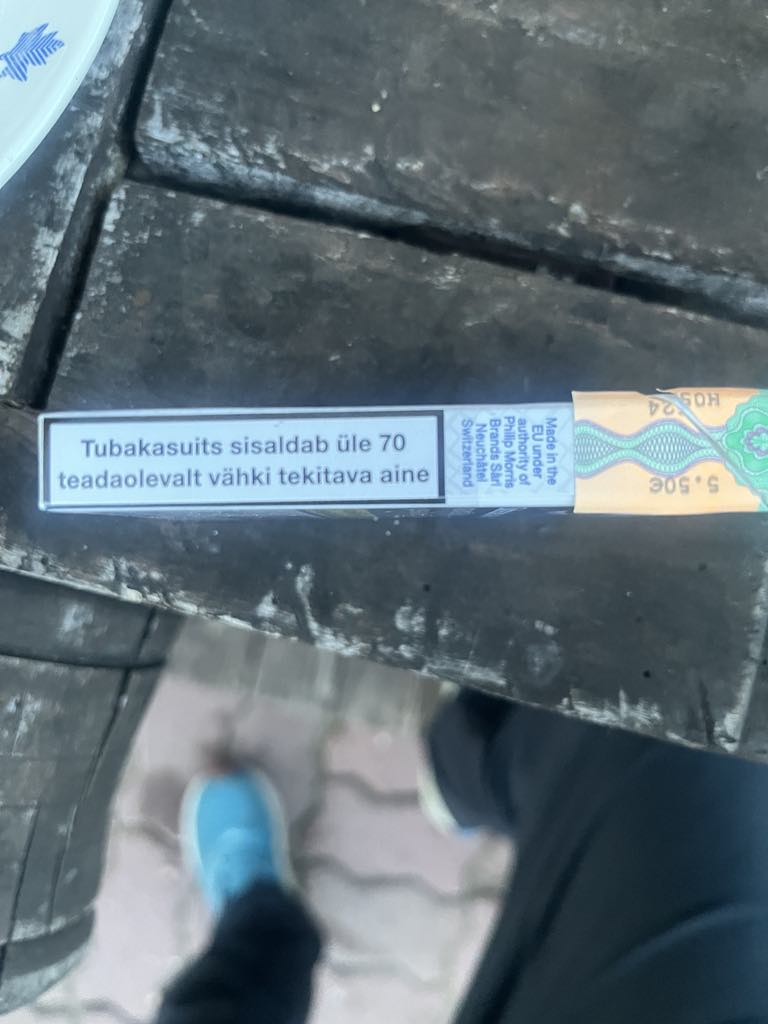 Tubakasuits sisaldab üle 70
teadaolevalt vähki tekitava aine
Made in the
EU under
authority of
Philip Morris
Brands Sàrl
Neuchâtel
Switzerland
5.50€